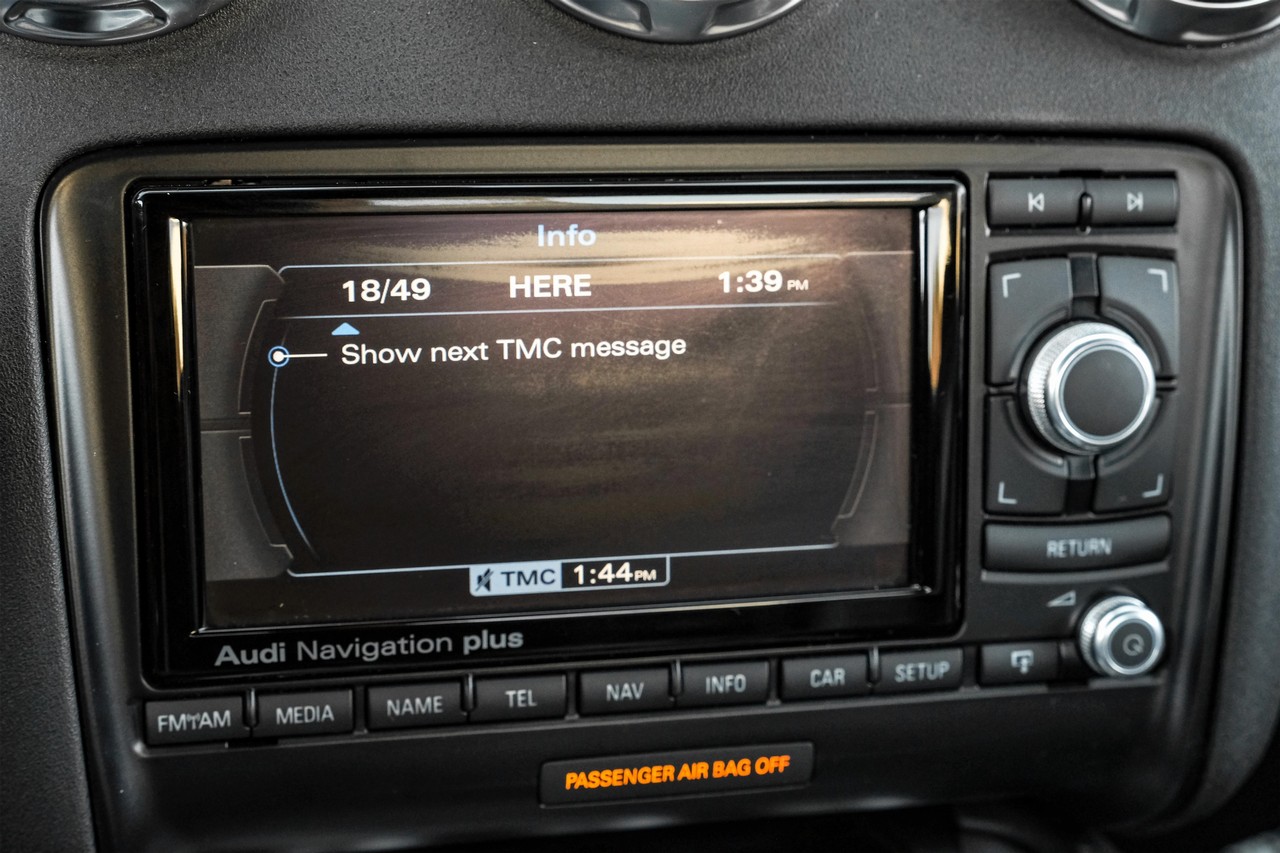 Info
18/49 HERE 1:39 PM
Show next TMC message
TMC 1:44 PM
Audi Navigation plus
RETURN
FM/AM MEDIA NAME TEL NAV INFO CAR SETUP
PASSENGER AIR BAG OFF